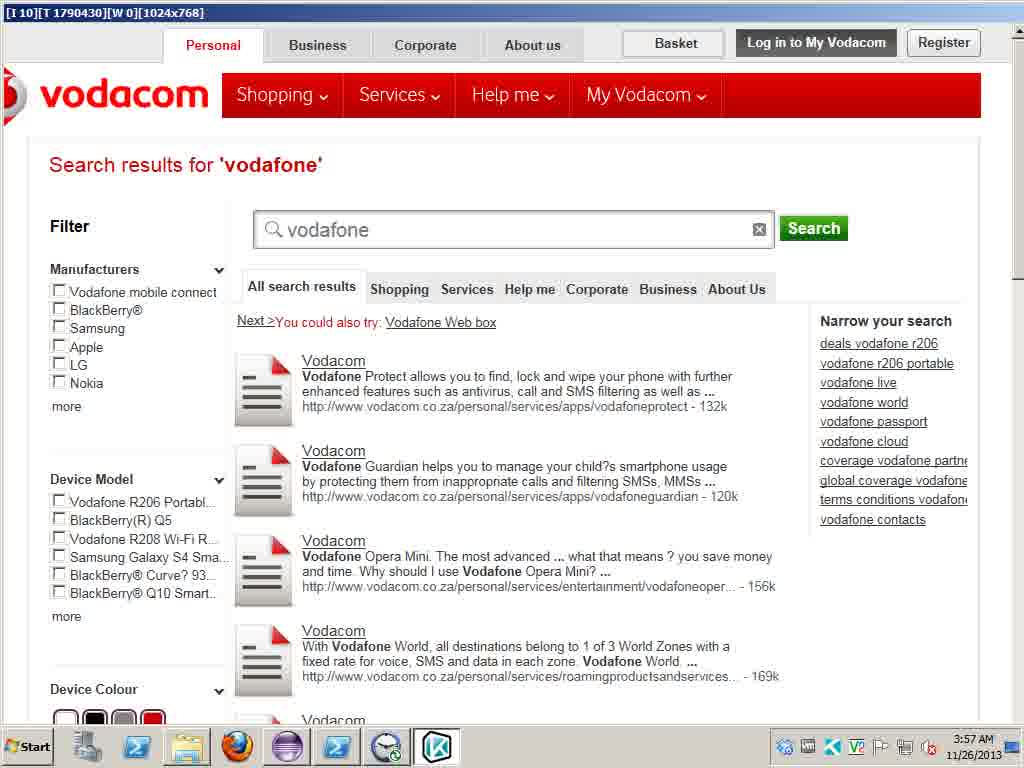 [I 10][T 1790430][W 0][1024x768]
Personal
Business
Corporate
About us
Basket
Log in to My Vodacom
Register
vodacom
Shopping
Services
Help me
My Vodacom
Search results for 'vodafone'
Filter
vodafone
Search
Manufacturers
Vodafone mobile connect
BlackBerry®
Samsung
Apple
LG
Nokia
more
Device Model
Vodafone R206 Portabl...
BlackBerry(R) Q5
Vodafone R208 Wi-Fi R...
Samsung Galaxy S4 Sma...
BlackBerry® Curve? 93...
BlackBerry® Q10 Smart...
more
Device Colour
All search results
Shopping
Services
Help me
Corporate
Business
About Us
Next >You could also try: Vodafone Web box
Vodacom
Vodafone Protect allows you to find, lock and wipe your phone with further
enhanced features such as antivirus, call and SMS filtering as well as ...
http://www.vodacom.co.za/personal/services/apps/vodafoneprotect - 132k
Vodacom
Vodafone Guardian helps you to manage your child?s smartphone usage
by protecting them from inappropriate calls and filtering SMSs, MMSs ...
http://www.vodacom.co.za/personal/services/apps/vodafoneguardian - 120k
Vodacom
Vodafone Opera Mini. The most advanced ... what that means ? you save money
and time. Why should I use Vodafone Opera Mini? ...
http://www.vodacom.co.za/personal/services/entertainment/vodafoneoper... - 156k
Vodacom
With Vodafone World, all destinations belong to 1 of 3 World Zones with a
fixed rate for voice, SMS and data in each zone. Vodafone World. ...
http://www.vodacom.co.za/personal/services/roamingproductsandservices... - 169k
Vodacom
Narrow your search
deals vodafone r206
vodafone r206 portable
vodafone live
vodafone world
vodafone passport
vodafone cloud
coverage vodafone partne
global coverage vodafone
terms conditions vodafon
vodafone contacts
Start
3:57 AM
11/26/2013